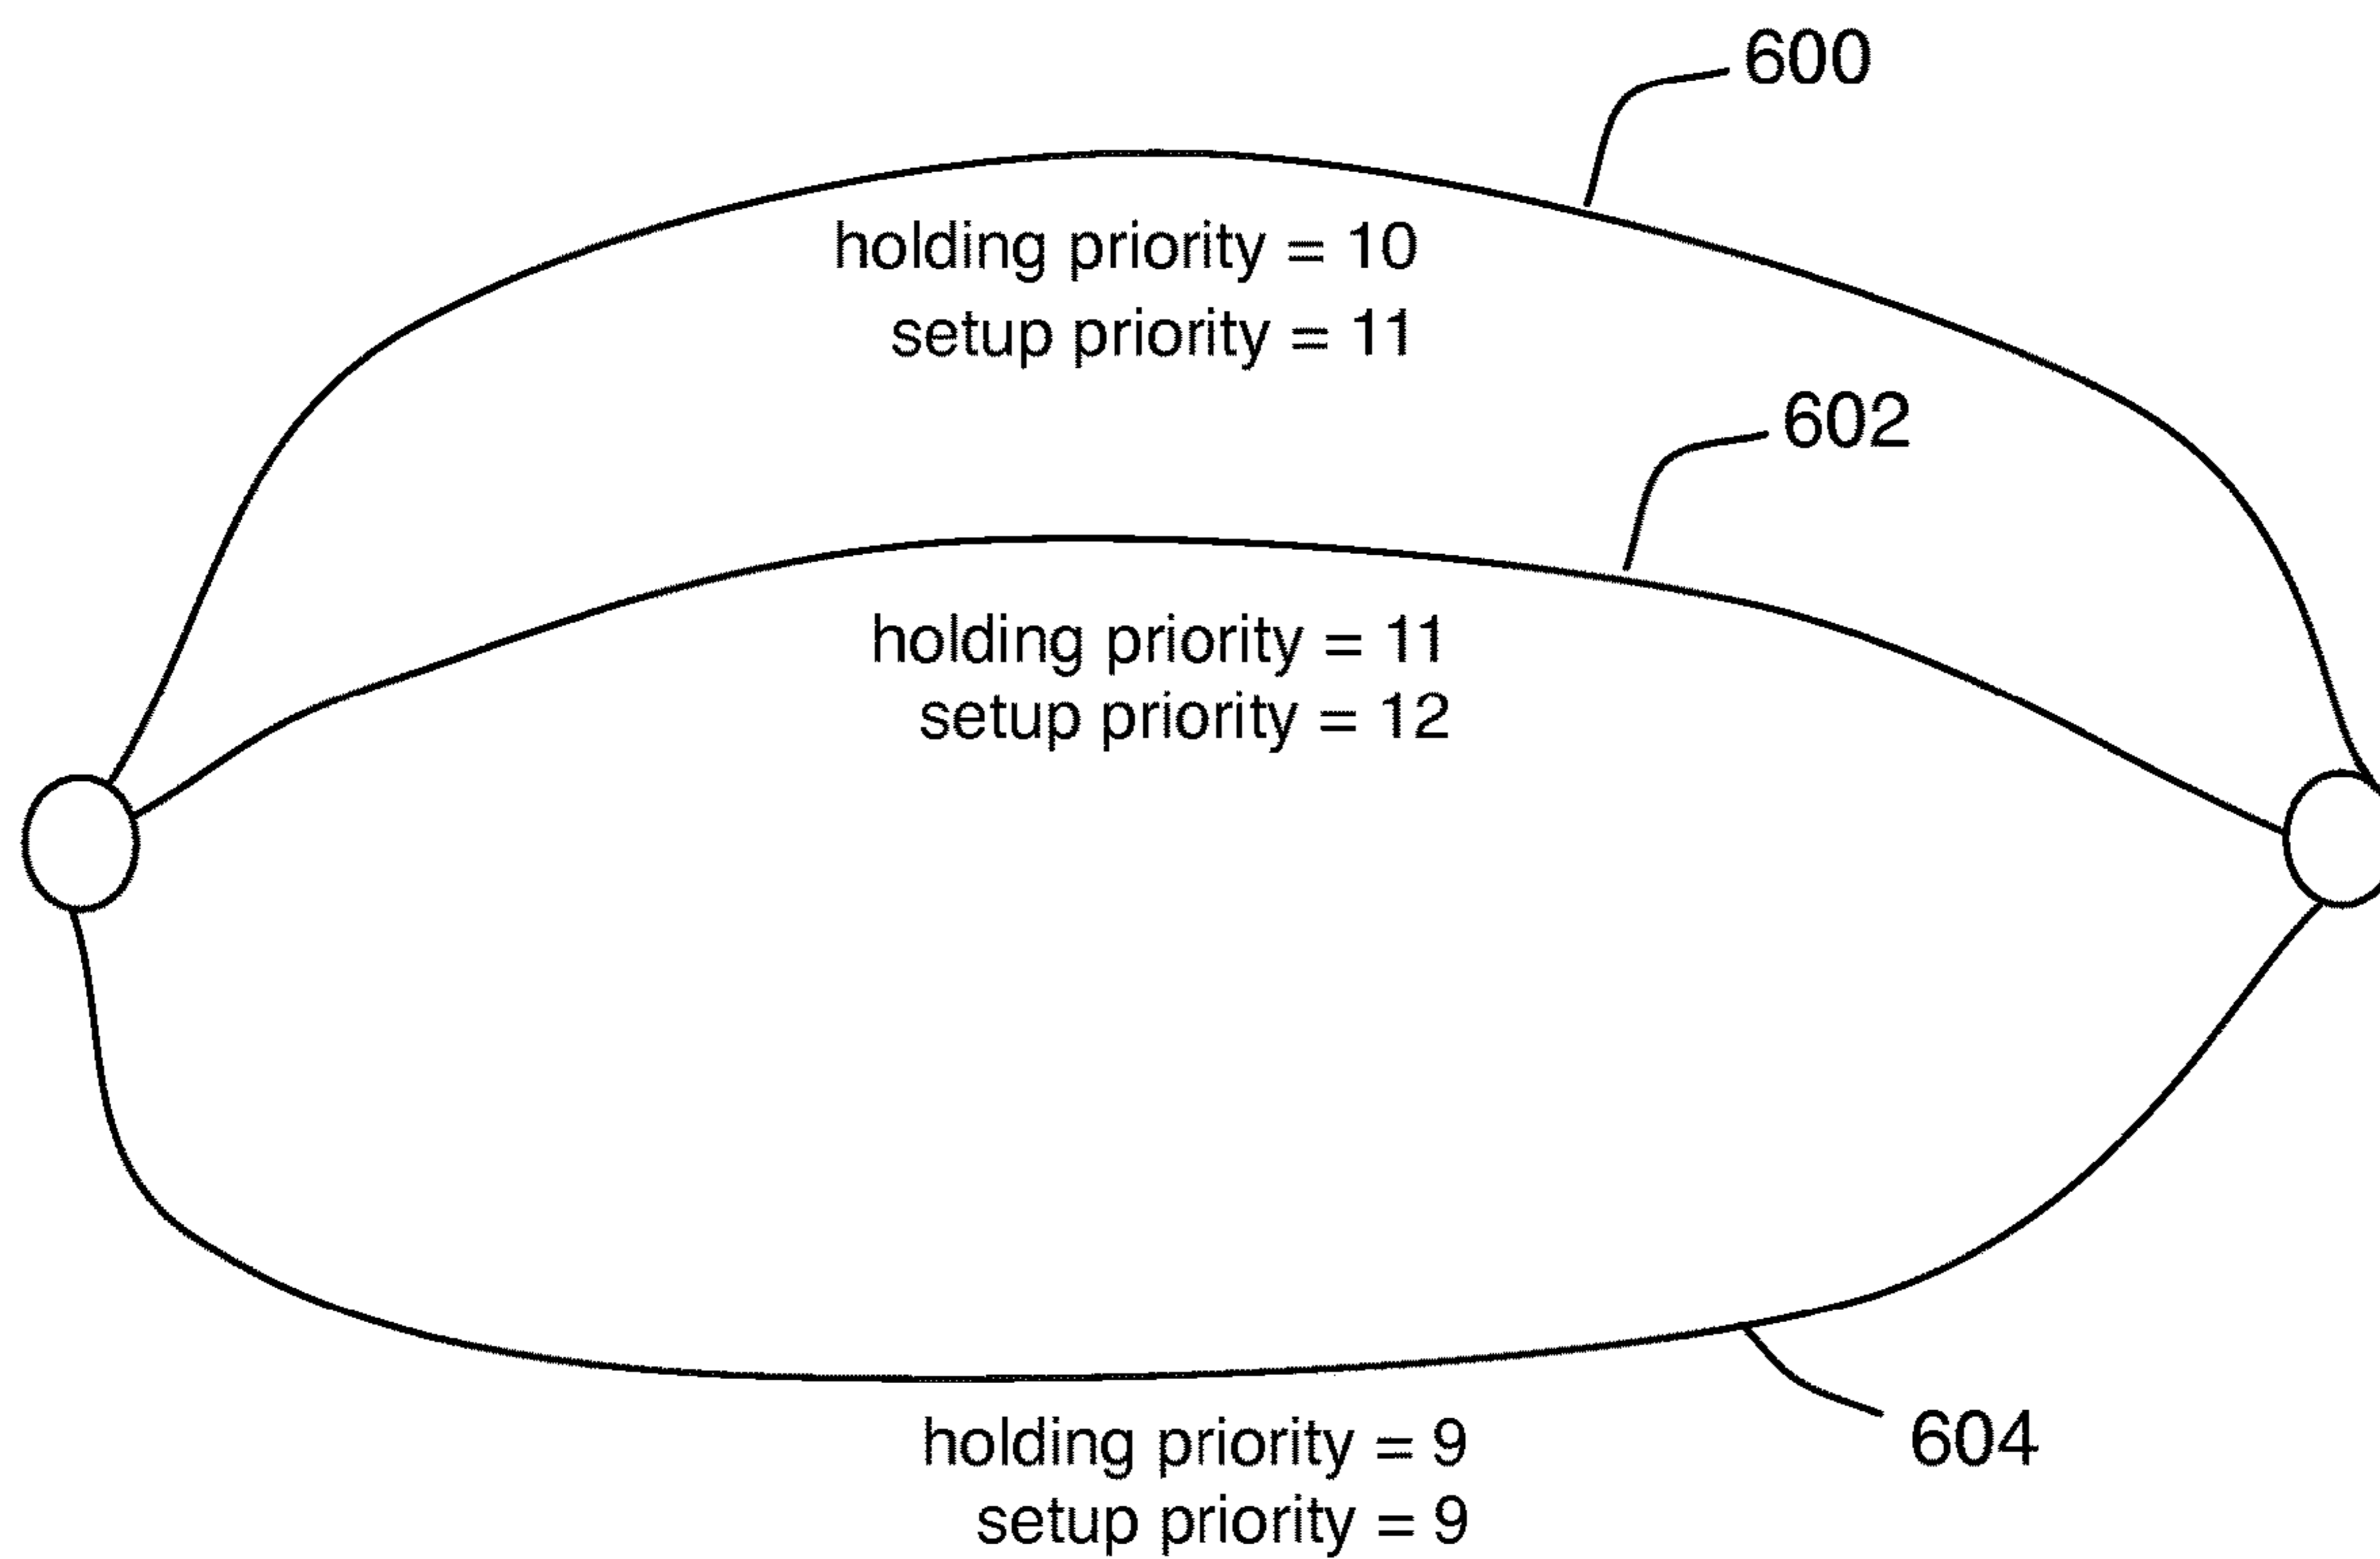 600
holding priority = 10
setup priority = 11
602
holding priority = 11
setup priority = 12
holding priority = 9
604
setup priority = 9